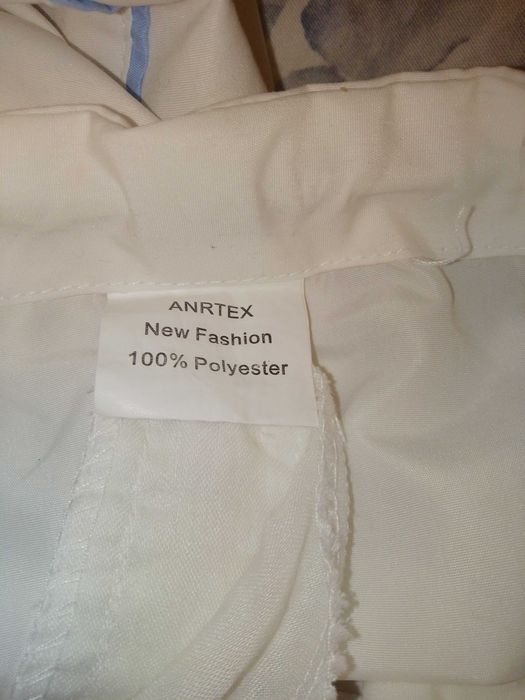 ANRTEX
New Fashion
100% Polyester